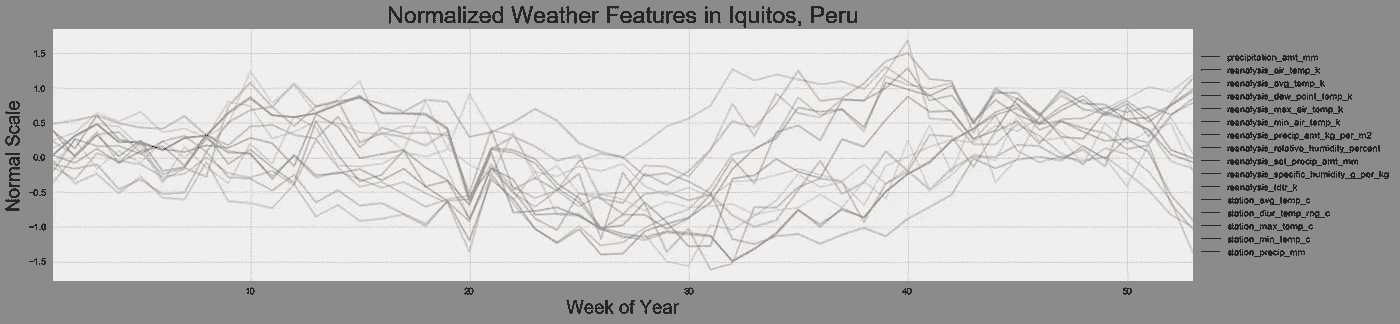 Normalized Weather Features in Iquitos, Peru
Normal Scale
1.5
1.0
0.5
0.0
−0.5
−1.0
−1.5
10
20
30
40
50
Week of Year
precipitation_amt_mm
reanalysis_air_temp_k
reanalysis_avg_temp_k
reanalysis_dew_point_temp_k
reanalysis_max_air_temp_k
reanalysis_min_air_temp_k
reanalysis_precip_amt_kg_per_m2
reanalysis_relative_humidity_percent
reanalysis_sat_precip_amt_mm
reanalysis_specific_humidity_g_per_kg
reanalysis_tdtr_k
station_avg_temp_c
station_diur_temp_rng_c
station_max_temp_c
station_min_temp_c
station_precip_mm